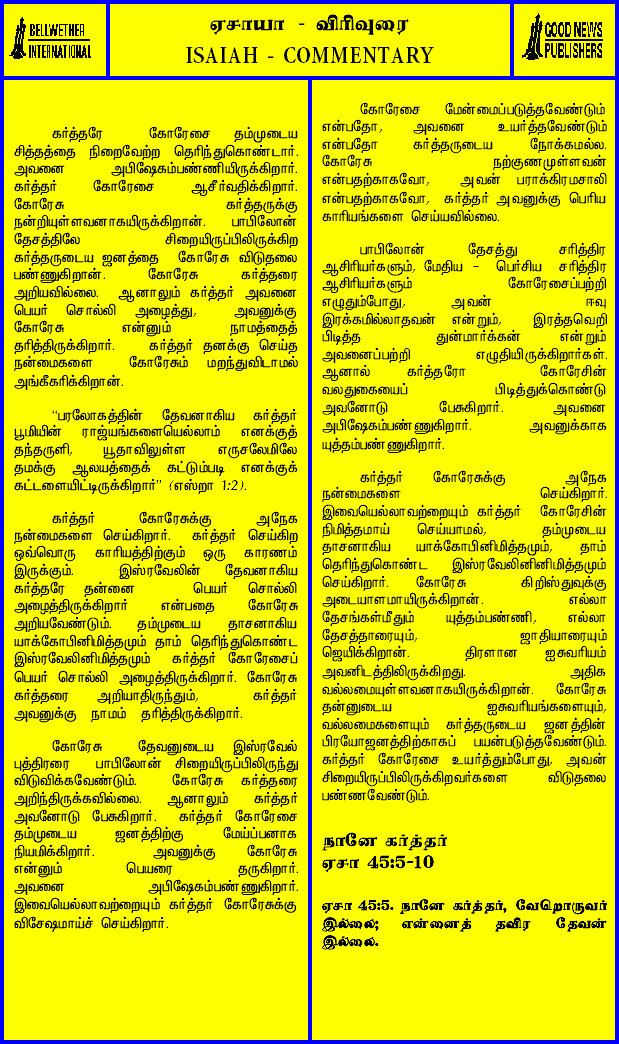 BELLWETHER
INTERNATIONAL
ஏசாயா - விரிவுரை
ISAIAH - COMMENTARY
GOOD NEWS
PUBLISHERS
கர்த்தரே கோரேசை தம்முடைய
சித்தத்தை நிறைவேற்ற தெரிந்துகொண்டார்.
அவனை அபிஷேகம்பண்ணியிருக்கிறார்.
கர்த்தர் கோரேசை ஆசீர்வதிக்கிறார்.
கோரேசு கர்த்தருக்கு
நன்றியுள்ளவனாகயிருக்கிறான். பாபிலோன்
தேசத்திலே சிறையிருப்பிலிருக்கிற
கர்த்தருடைய ஜனத்தை கோரேசு விடுதலை
பண்ணுகிறான். கோரேசு கர்த்தரை
அறியவில்லை. ஆனாலும் கர்த்தர் அவனை
பெயர் சொல்லி அழைத்து, அவனுக்கு
கோரேசு என்னும் நாமத்தைத்
தரித்திருக்கிறார். கர்த்தர் தனக்கு செய்த
நன்மைகளை கோரேசும் மறந்துவிடாமல்
அங்கீகரிக்கிறான்.
“பரலோகத்தின் தேவனாகிய கர்த்தர்
பூமியின் ராஜ்யங்களையெல்லாம் எனக்குத்
தந்தருளி, யூதாவிலுள்ள எருசலேமிலே
தமக்கு ஆலயத்தைக் கட்டும்படி எனக்குக்
கட்டளையிட்டிருக்கிறார்” (எஸ்றா 1:2).
கர்த்தர் கோரேசுக்கு அநேக
நன்மைகளை செய்கிறார். கர்த்தர் செய்கிற
ஒவ்வொரு காரியத்திற்கும் ஒரு காரணம்
இருக்கும். இஸ்ரவேலின் தேவனாகிய
கர்த்தரே தன்னை பெயர் சொல்லி
அழைத்திருக்கிறார் என்பதை கோரேசு
அறியவேண்டும். தம்முடைய தாசனாகிய
யாக்கோபினிமித்தமும் தாம் தெரிந்துகொண்ட
இஸ்ரவேலினிமித்தமும் கர்த்தர் கோரேசைப்
பெயர் சொல்லி அழைத்திருக்கிறார். கோரேசு
கர்த்தரை அறியாதிருந்தும், கர்த்தர்
அவனுக்கு நாமம் தரித்திருக்கிறார்.
கோரேசு தேவனுடைய இஸ்ரவேல்
புத்திரரை பாபிலோன் சிறையிருப்பிலிருந்து
விடுவிக்கவேண்டும். கோரேசு கர்த்தரை
அறிந்திருக்கவில்லை. ஆனாலும் கர்த்தர்
அவனோடு பேசுகிறார். கர்த்தர் கோரேசை
தம்முடைய ஜனத்திற்கு மேய்ப்பனாக
நியமிக்கிறார். அவனுக்கு கோரேசு
என்னும் பெயரை தருகிறார்.
அவனை அபிஷேகம்பண்ணுகிறார்.
இவையெல்லாவற்றையும் கர்த்தர் கோரேசுக்கு
விசேஷமாய்ச் செய்கிறார்.
கோரேசை மேன்மைப்படுத்தவேண்டும்
என்பதோ, அவனை உயர்த்தவேண்டும்
என்பதோ கர்த்தருடைய நோக்கமல்ல.
கோரேசு நற்குணமுள்ளவன்
என்பதற்காகவோ, அவன் பராக்கிரமசாலி
என்பதற்காகவோ, கர்த்தர் அவனுக்கு பெரிய
காரியங்களை செய்யவில்லை.
பாபிலோன் தேசத்து சரித்திர
ஆசிரியர்களும், மேதிய - பெர்சிய சரித்திர
ஆசிரியர்களும் கோரேசைப்பற்றி
எழுதும்போது, அவன் ஈவு
இரக்கமில்லாதவன் என்றும், இரத்தவெறி
பிடித்த துன்மார்க்கன் என்றும்
அவனைப்பற்றி எழுதியிருக்கிறார்கள்.
ஆனால் கர்த்தரோ கோரேசின்
வலதுகையைப் பிடித்துக்கொண்டு
அவனோடு பேசுகிறார். அவனை
அபிஷேகம்பண்ணுகிறார். அவனுக்காக
யுத்தம்பண்ணுகிறார்.
கர்த்தர் கோரேசுக்கு அநேக
நன்மைகளை செய்கிறார்.
இவையெல்லாவற்றையும் கர்த்தர் கோரேசின்
நிமித்தமாய் செய்யாமல், தம்முடைய
தாசனாகிய யாக்கோபினிமித்தமும், தாம்
தெரிந்துகொண்ட இஸ்ரவேலினினிமித்தமும்
செய்கிறார். கோரேசு கிறிஸ்துவுக்கு
அடையாளமாயிருக்கிறான். எல்லா
தேசங்கள்மீதும் யுத்தம்பண்ணி, எல்லா
தேசத்தாரையும், ஜாதியாரையும்
ஜெயிக்கிறான். திரளான ஐசுவரியம்
அவனிடத்திலிருக்கிறது. அதிக
வல்லமையுள்ளவனாகயிருக்கிறான். கோரேசு
தன்னுடைய ஐசுவரியங்களையும்,
வல்லமைகளையும் கர்த்தருடைய ஜனத்தின்
பிரயோஜனத்திற்காகப் பயன்படுத்தவேண்டும்.
கர்த்தர் கோரேசை உயர்த்தும்போது, அவன்
சிறையிருப்பிலிருக்கிறவர்களை விடுதலை
பண்ணவேண்டும்.
நானே கர்த்தர்
ஏசா 45:5-10
ஏசா 45:5. நானே கர்த்தர், வேறொருவர்
இல்லை; என்னைத் தவிர தேவன்
இல்லை.